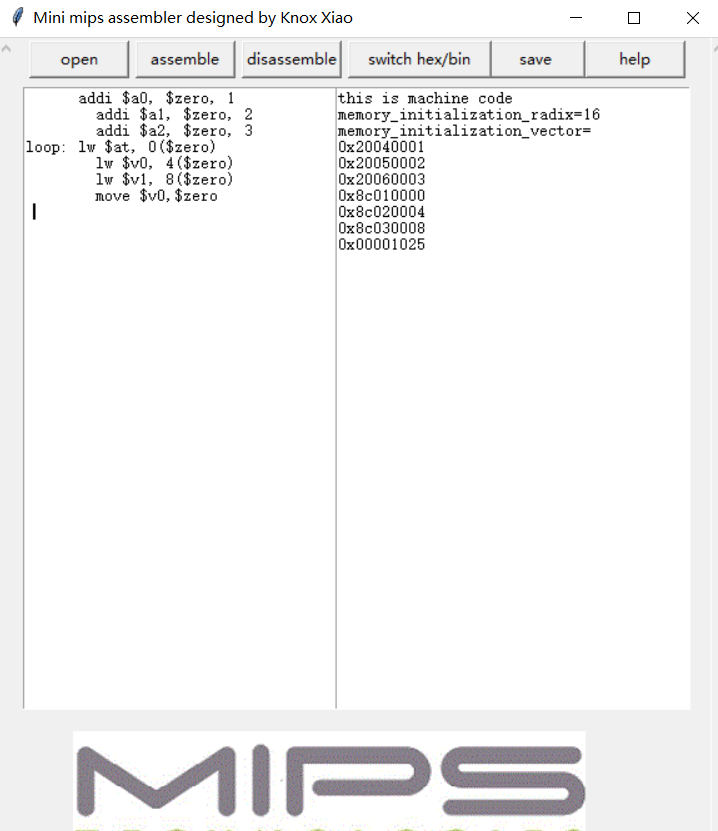 Mini mips assembler designed by Knox Xiao
open assemble disassemble switch hex/bin save help
addi $a0, $zero, 1
addi $a1, $zero, 2
addi $a2, $zero, 3
loop: lw $at, 0($zero)
lw $v0, 4($zero)
lw $v1, 8($zero)
move $v0,$zero
this is machine code
memory_initialization_radix=16
memory_initialization_vector=
0x20040001
0x20050002
0x20060003
0x8c010000
0x8c020004
0x8c030008
0x00001025
MIPS